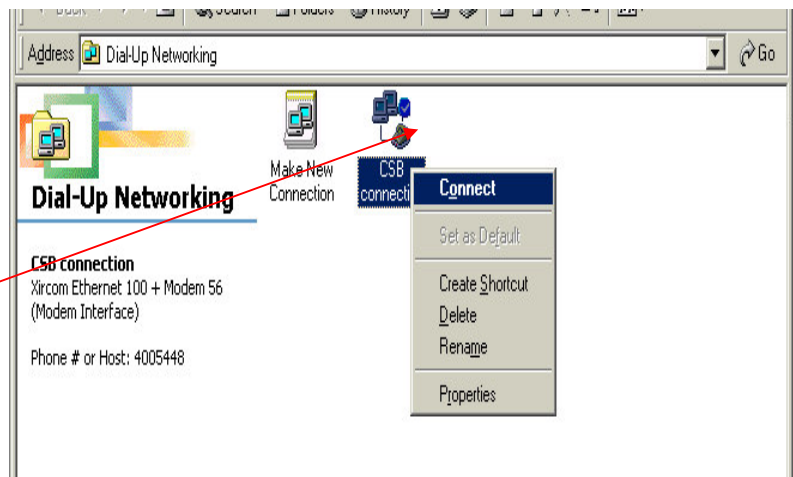 Search Folders History
Address Dial-Up Networking Go
Make New
Connection
CSB
connecti
Dial-Up Networking
CSB connection
Xircom Ethernet 100 + Modem 56
(Modem Interface)
Phone # or Host: 4005448
Connect
Set as Default
Create Shortcut
Delete
Rename
Properties